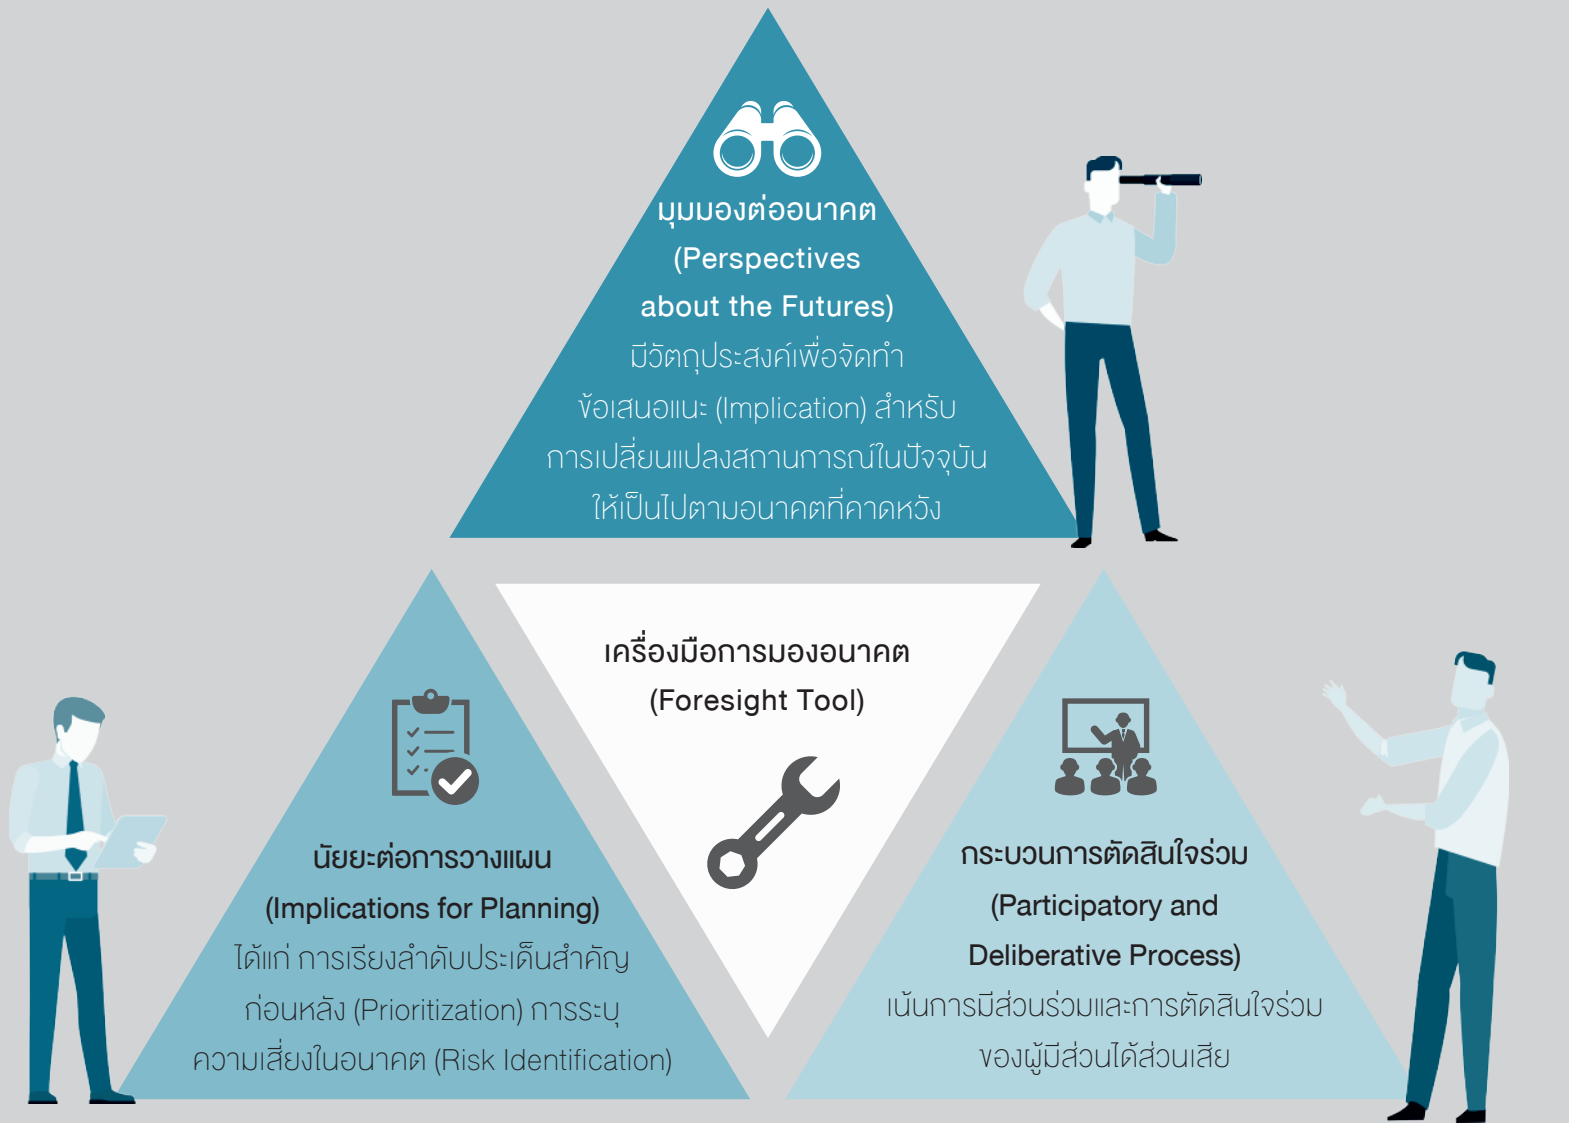 มุมมองต่ออนาคต
(Perspectives
about the Futures)
มีวัตถุประสงค์เพื่อจัดทำ
ข้อเสนอแนะ (Implication) สำหรับ
การเปลี่ยนแปลงสถานการณ์ในปัจจุบัน
ให้เป็นไปตามอนาคตที่คาดหวัง
เครื่องมือการมองอนาคต
(Foresight Tool)
นัยยะต่อการวางแผน
(Implications for Planning)
ได้แก่ การเรียงลำดับประเด็นสำคัญ
ก่อนหลัง (Prioritization) การระบุ
ความเสี่ยงในอนาคต (Risk Identification)
กระบวนการตัดสินใจร่วม
(Participatory and
Deliberative Process)
เน้นการมีส่วนร่วมและการตัดสินใจร่วม
ของผู้มีส่วนได้ส่วนเสีย